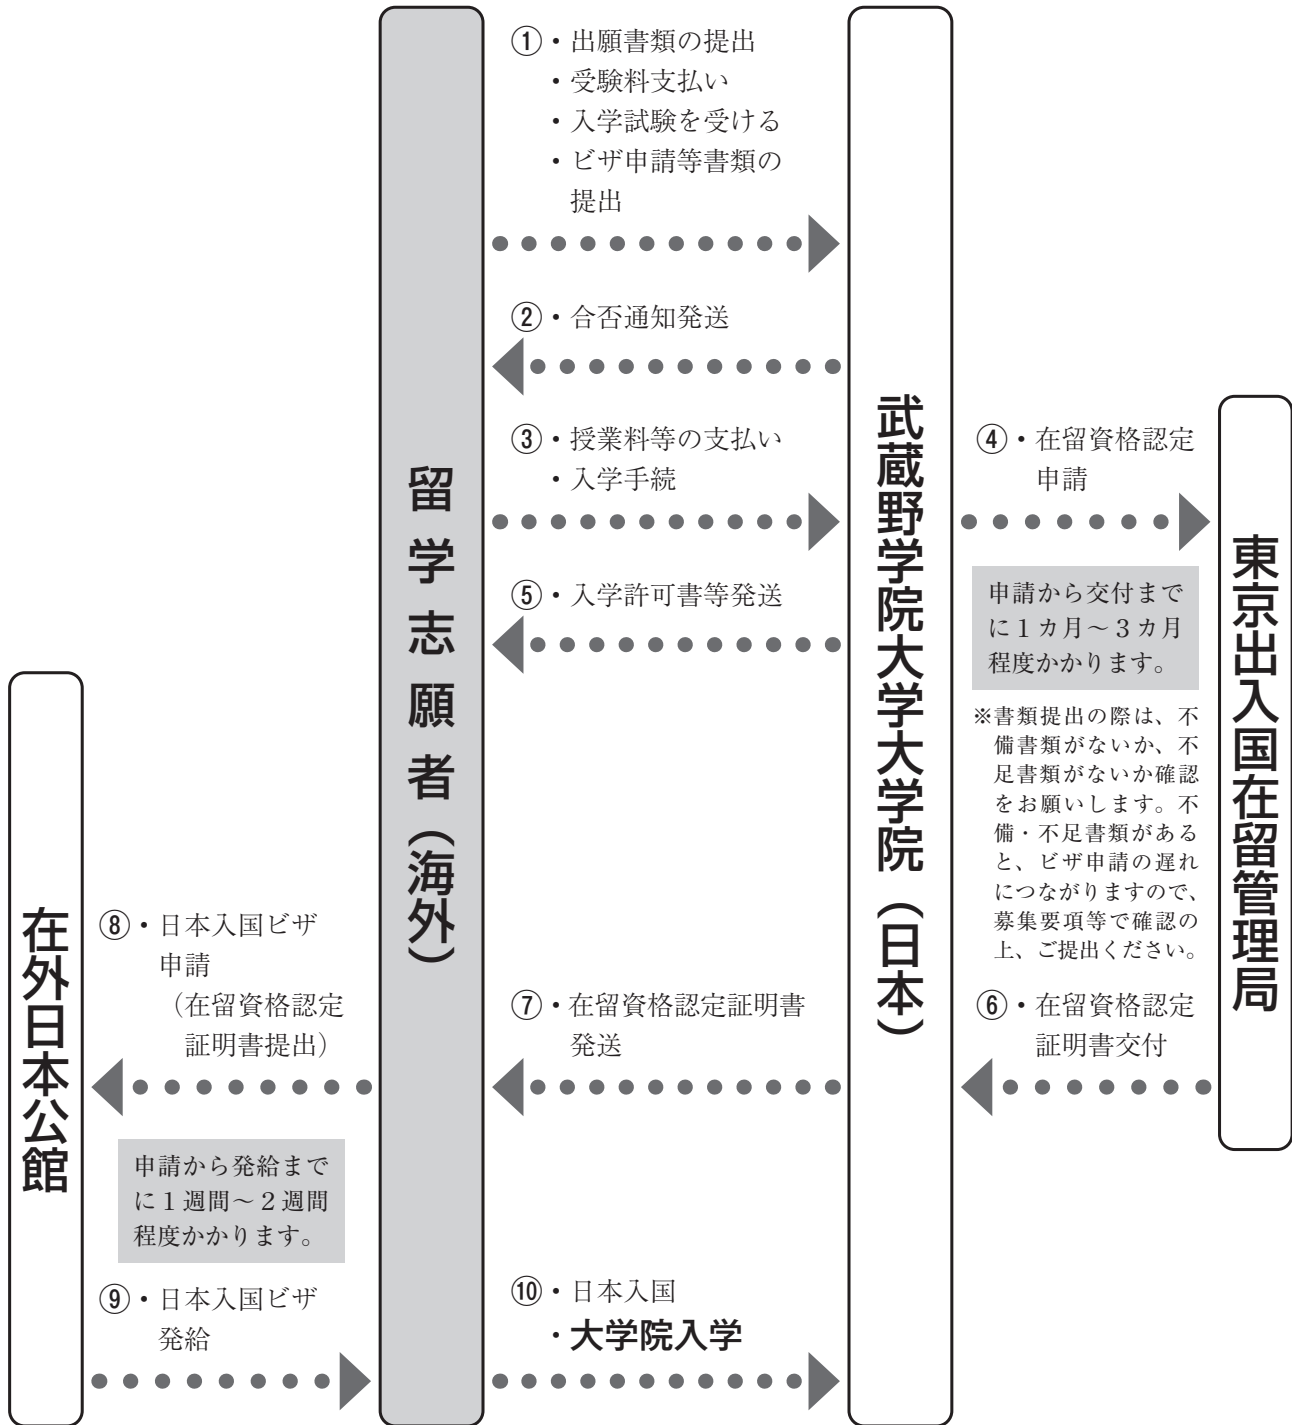 ①・出願書類の提出
・受験料支払い
・入学試験を受ける
・ビザ申請等書類の
提出
②・合否通知発送
③・授業料等の支払い
・入学手続
④・在留資格認定
申請
⑤・入学許可書等発送
申請から交付まで
に１カ月～３カ月
程度かかります。
※書類提出の際は、不
備書類がないか、不
足書類がないか確認
をお願いします。不
備・不足書類がある
と、ビザ申請の遅れ
につながりますので、
募集要項等で確認の
上、ご提出ください。
⑥・在留資格認定
証明書交付
⑦・在留資格認定証明書
発送
⑧・日本入国ビザ
申請
（在留資格認定
証明書提出）
申請から発給まで
に１週間～２週間
程度かかります。
⑨・日本入国ビザ
発給
⑩・日本入国
・大学院入学
在外日本公館
留学志願者（海外）
武蔵野学院大学大学院（日本）
東京出入国在留管理局